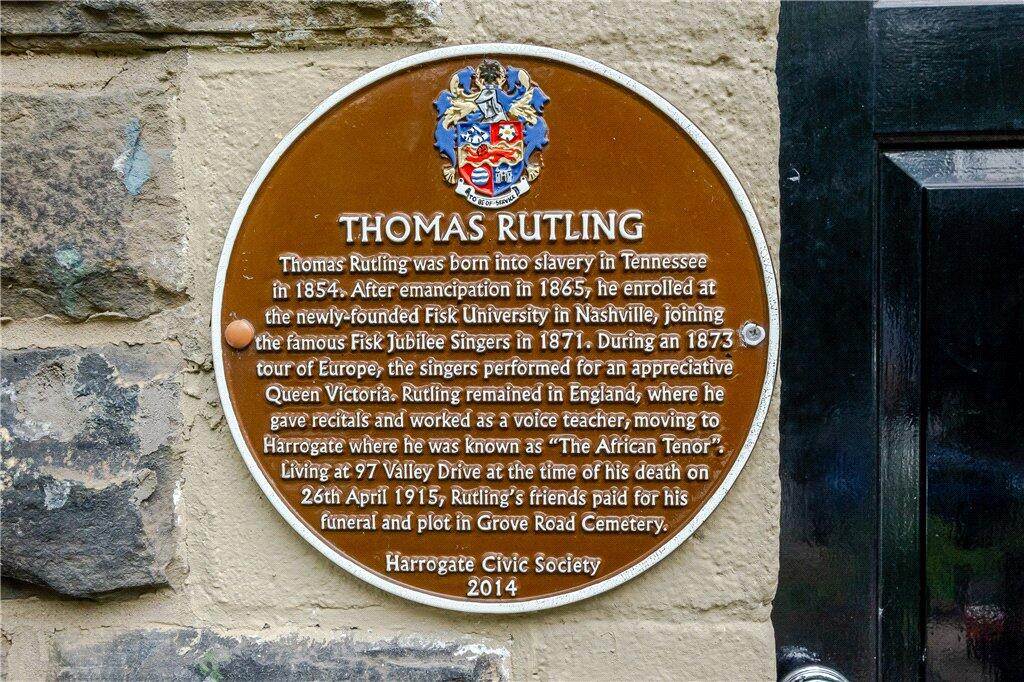 TO BE OF SERVICE
THOMAS RUTLING
Thomas Rutling was born into slavery in Tennessee
in 1854. After emancipation in 1865, he enrolled at
the newly-founded Fisk University in Nashville, joining
the famous Fisk Jubilee Singers in 1871. During an 1873
tour of Europe, the singers performed for an appreciative
Queen Victoria. Rutling remained in England, where he
gave recitals and worked as a voice teacher, moving to
Harrogate where he was known as “The African Tenor”.
Living at 97 Valley Drive at the time of his death on
26th April 1915, Rutling's friends paid for his
funeral and plot in Grove Road Cemetery.
Harrogate Civic Society
2014